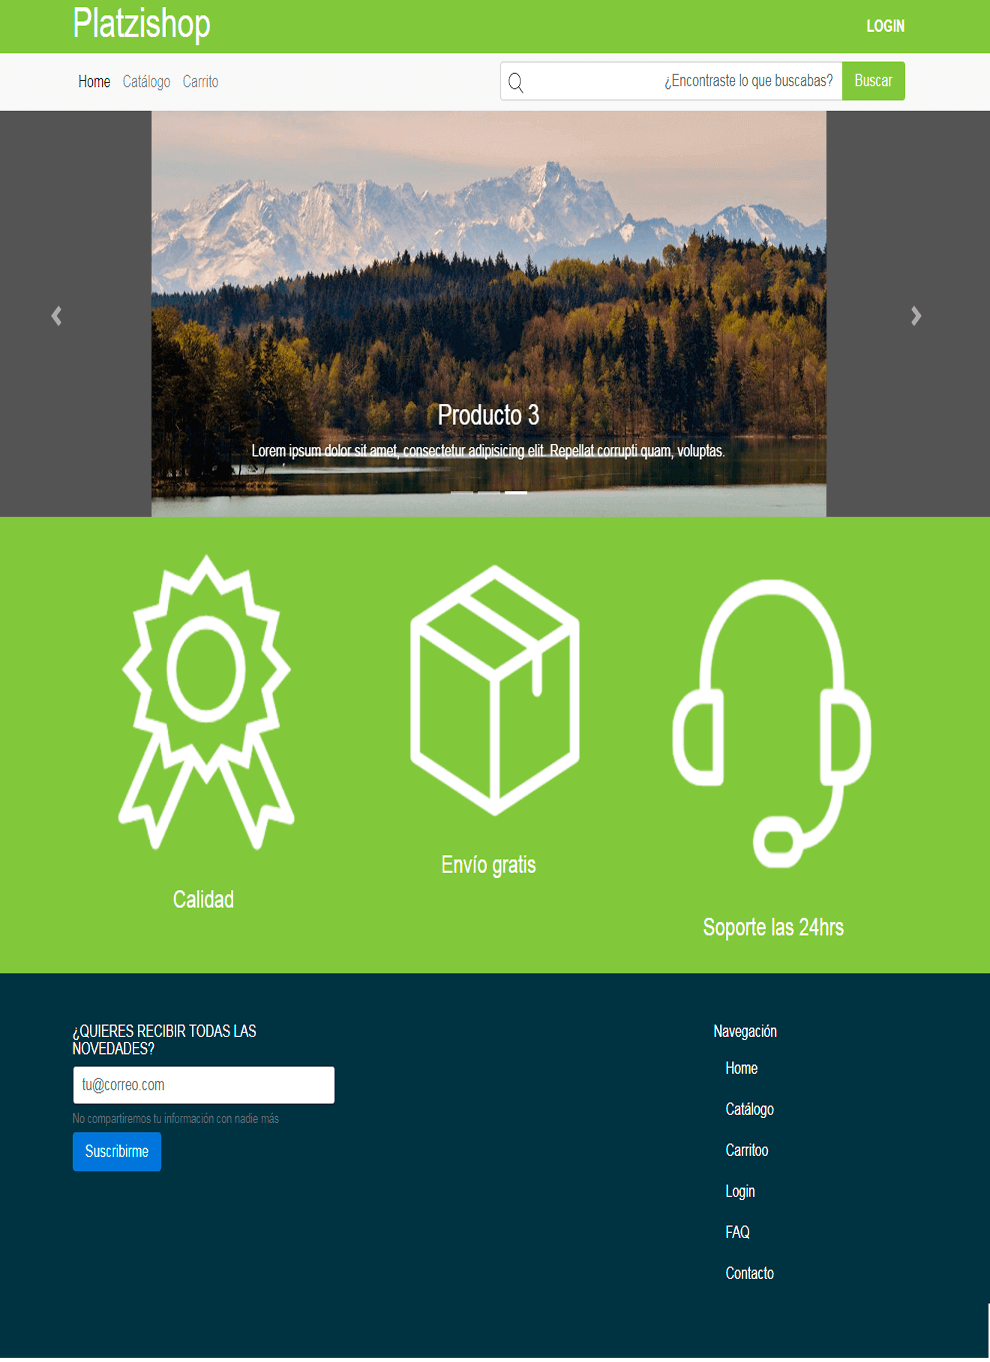 Platzishop
LOGIN
Home Catálogo Carrito
¿Encontraste lo que buscabas? Buscar
Producto 3
Lorem ipsum dolor sit amet, consectetur adipisicing elit. Repellat corrupti quam, voluptas.
Calidad
Envío gratis
Soporte las 24hrs
¿QUIERES RECIBIR TODAS LAS
NOVEDADES?
tu@correo.com
No compartiremos tu información con nadie más
Suscribirme
Navegación
Home
Catálogo
Carritoo
Login
FAQ
Contacto